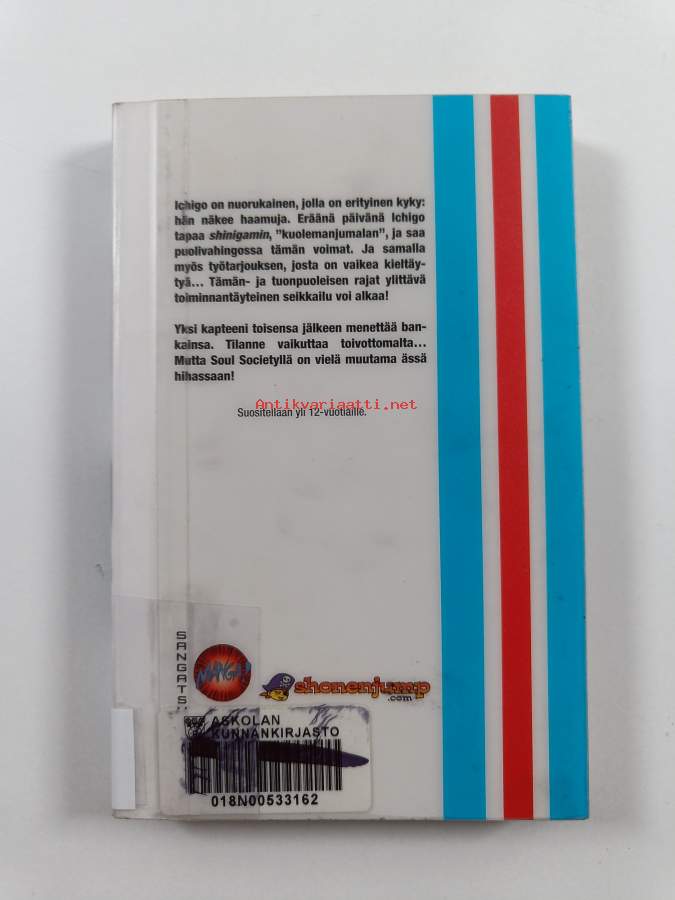 Ichigo on nuorukainen, jolla on erityinen kyky:
hän näkee haamuja. Eräänä päivänä Ichigo
tapaa shinigamin, ”kuolemanjumalan”, ja saa
puolivahingossa tämän voimat. Ja samalla
myös työtarjouksen, josta on vaikea kieltäy-
tyä... Tämän- ja tuonpuoleisen rajat ylittävä
toiminnantäyteinen seikkailu voi alkaa!
Yksi kapteeni toisensa jälkeen menettää ban-
kainsa. Tilanne vaikuttaa toivottomalta...
Mutta Soul Societyllä on vielä muutama ässä
hihassaan!
Antikvariaatti.net
Suositellaan yli 12-vuotiaille.
MANGA!
shonenjump
.com
ASKOLAN
KUNNANKIRJASTO
018N00533162